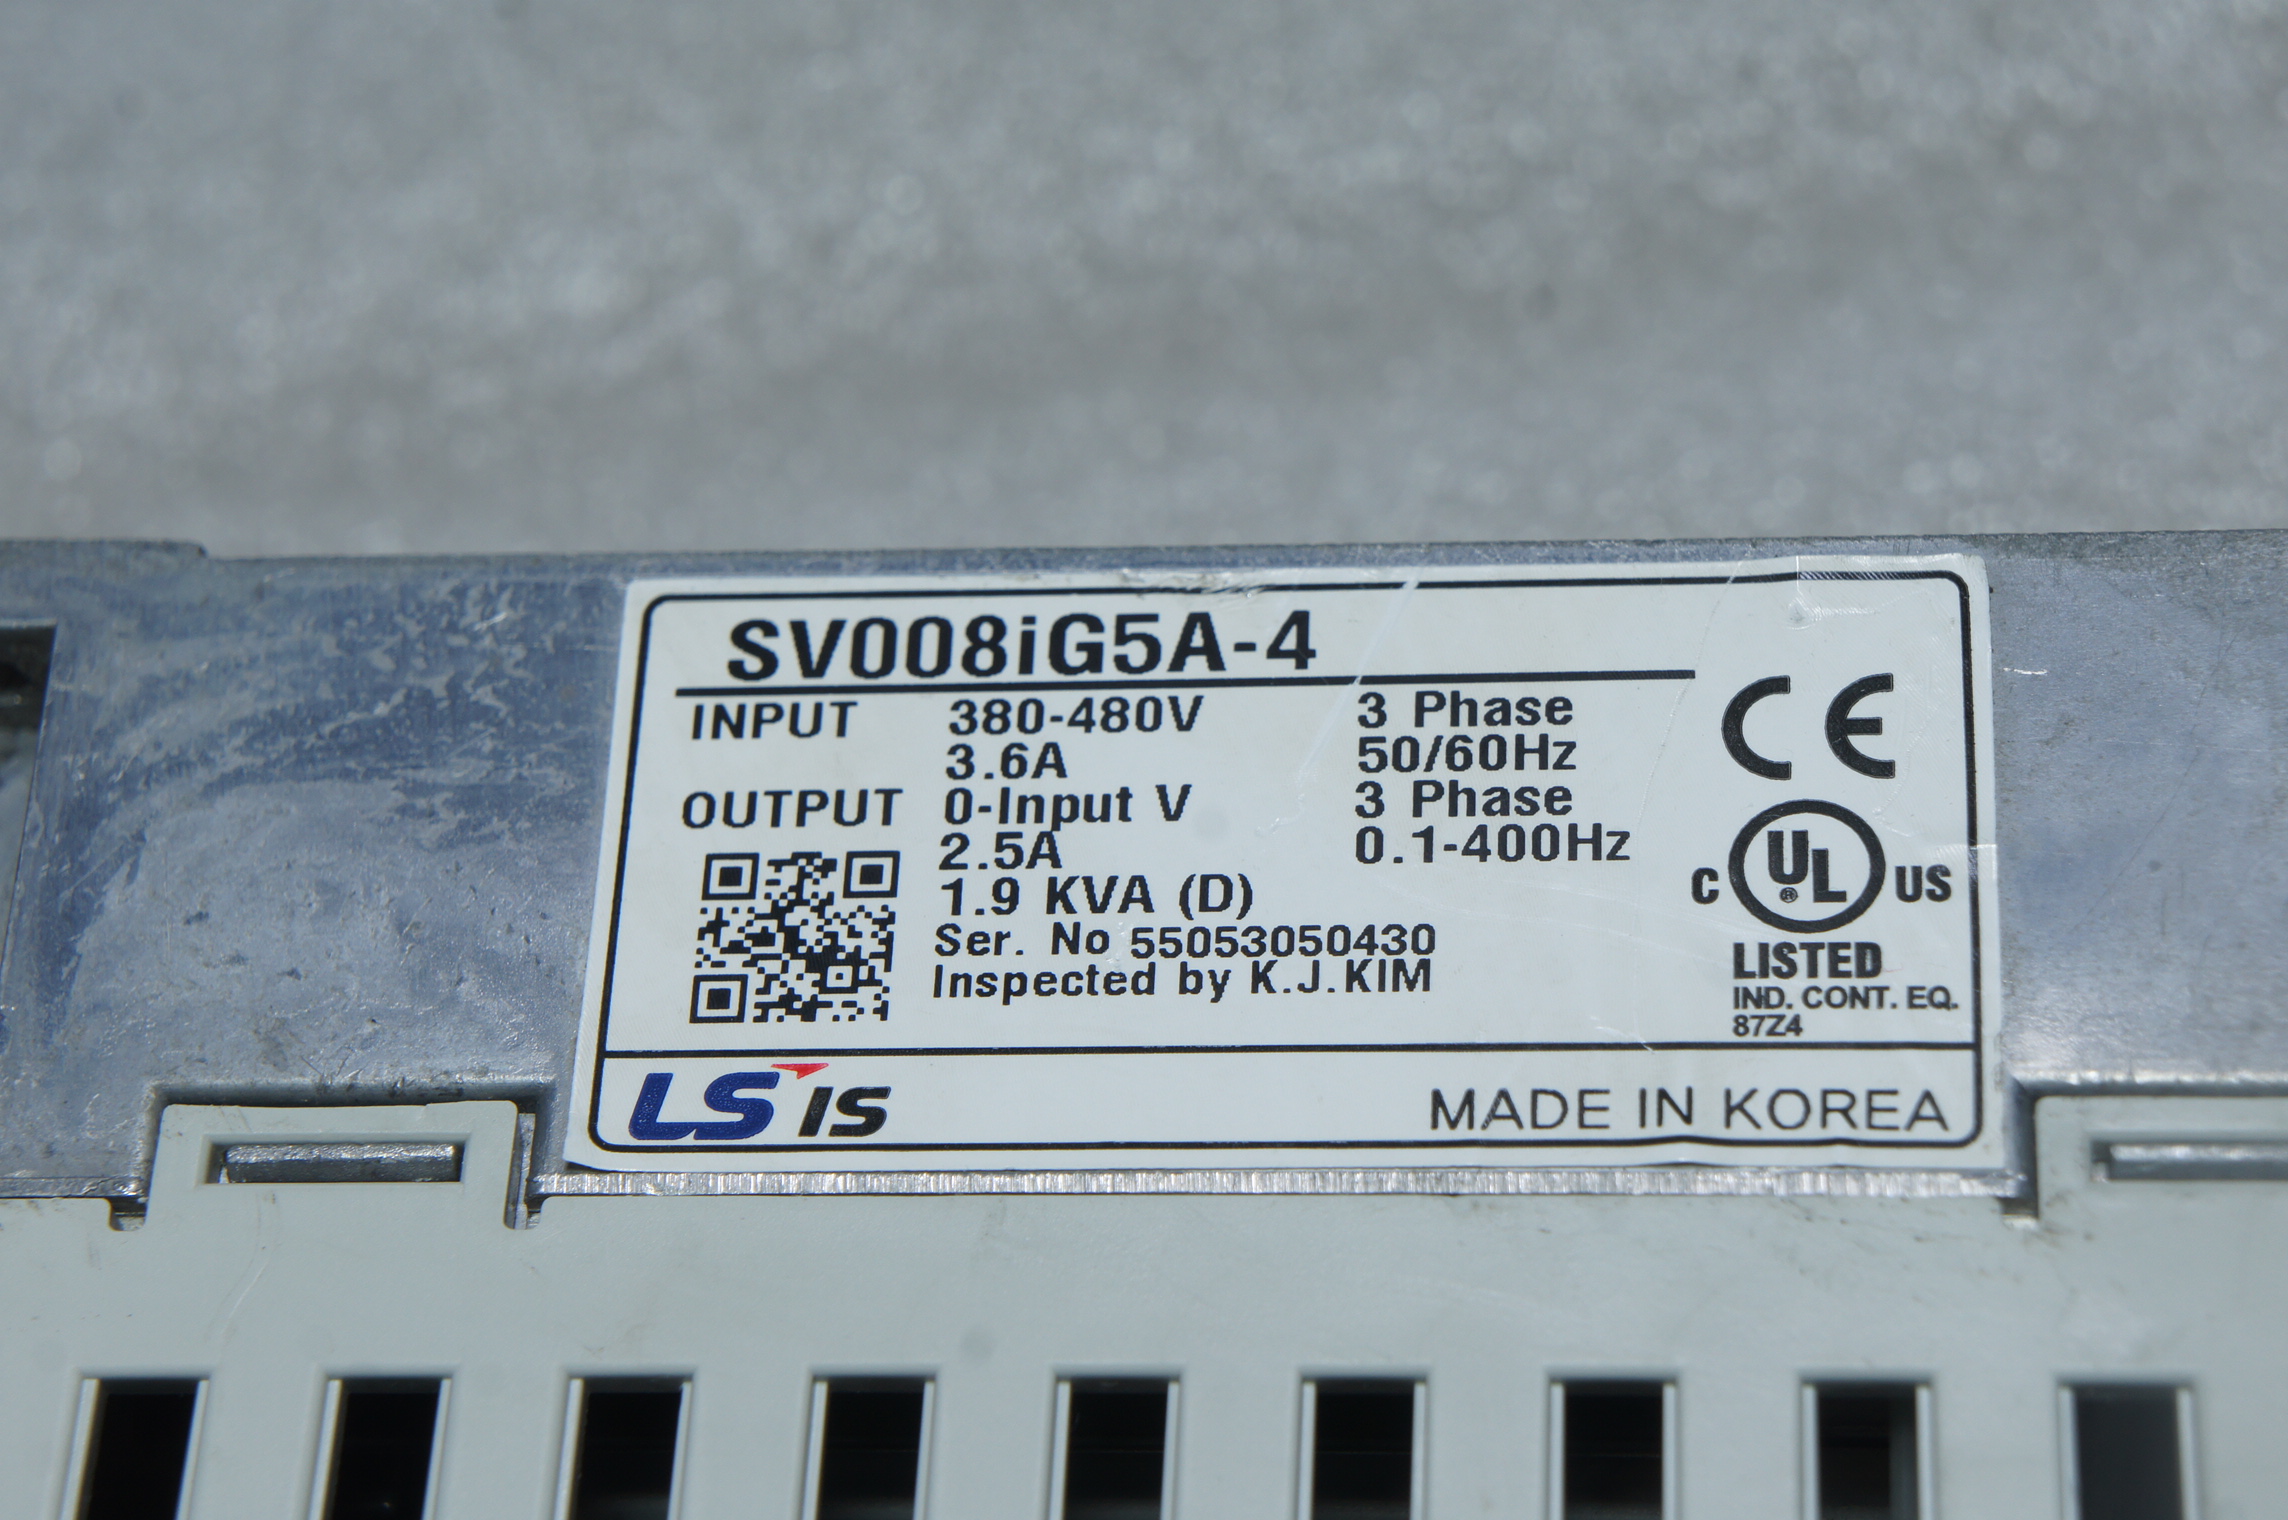 SV008iG5A-4
INPUT 380-480V 3 Phase
3.6A 50/60Hz
OUTPUT 0-Input V 3 Phase
2.5A 0.1-400Hz
1.9 KVA (D)
Ser. No 55053050430
Inspected by K.J.KIM
CE
C UL ® US
LISTED
IND. CONT. EQ.
87Z4
LS IS MADE IN KOREA